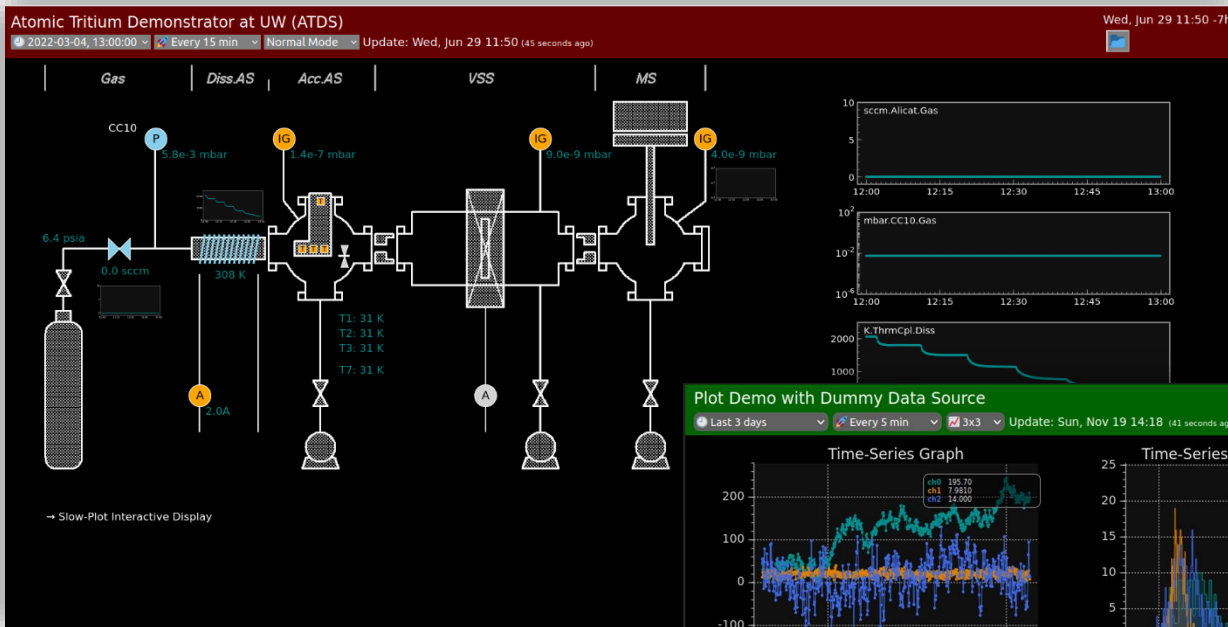 Atomic Tritium Demonstrator at UW (ATDS)
Wed, Jun 29 11:50 -7h
2022-03-04, 13:00:00 Every 15 min Normal Mode Update: Wed, Jun 29 11:50 (45 seconds ago)
Gas Diss.AS Acc.AS VSS MS
CC10
P IG IG IG
5.8e-3 mbar 1.4e-7 mbar 9.0e-9 mbar 4.0e-9 mbar
T
6.4 psia
T T T
0.0 sccm 308 K
T1: 31 K
T2: 31 K
T3: 31 K
T7: 31 K
A A
2.0A
→ Slow-Plot Interactive Display
10
sccm.Alicat.Gas
5
0
12:00 12:15 12:30 12:45 13:00
10^2
mbar.CC10.Gas
10^-2
10^-6
12:00 12:15 12:30 12:45 13:00
K.ThrmCpl.Diss
2000
1000
Plot Demo with Dummy Data Source
Last 3 days Every 5 min 3x3 Update: Sun, Nov 19 14:18 (41 seconds ag
Time-Series Graph
ch0 195.70
ch1 7.9810
ch2 14.000
200
100
0
-100
Time-Series
25
20
15
10
5